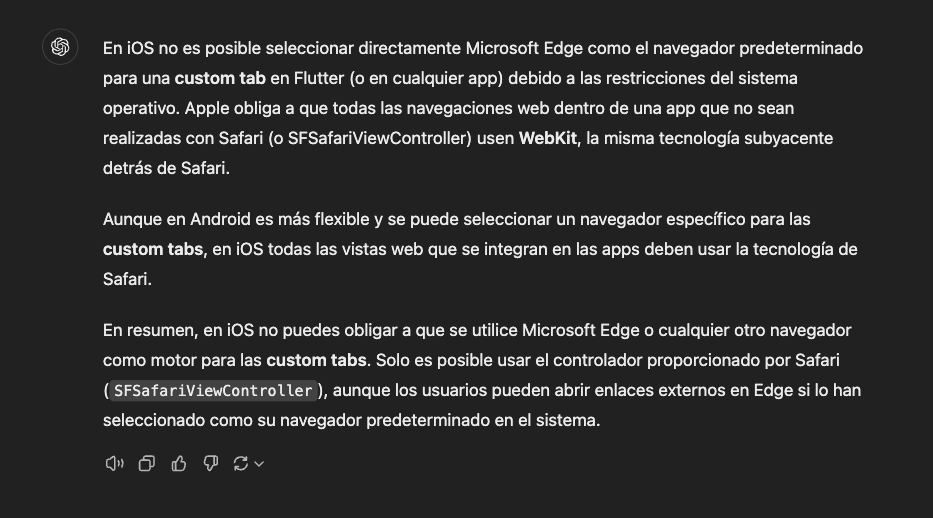 En iOS no es posible seleccionar directamente Microsoft Edge como el navegador predeterminado
para una custom tab en Flutter (o en cualquier app) debido a las restricciones del sistema
operativo. Apple obliga a que todas las navegaciones web dentro de una app que no sean
realizadas con Safari (o SFSafariViewController) usen WebKit, la misma tecnología subyacente
detrás de Safari.
Aunque en Android es más flexible y se puede seleccionar un navegador específico para las
custom tabs, en iOS todas las vistas web que se integran en las apps deben usar la tecnología de
Safari.
En resumen, en iOS no puedes obligar a que se utilice Microsoft Edge o cualquier otro navegador
como motor para las custom tabs. Solo es posible usar el controlador proporcionado por Safari
(SFSafariViewController), aunque los usuarios pueden abrir enlaces externos en Edge si lo han
seleccionado como su navegador predeterminado en el sistema.